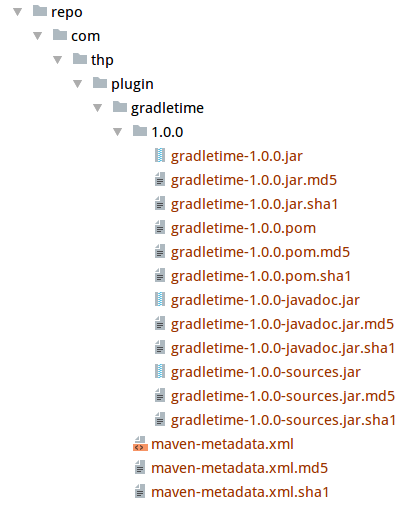 repo
com
thp
plugin
gradletime
1.0.0
gradletime-1.0.0.jar
gradletime-1.0.0.jar.md5
gradletime-1.0.0.jar.sha1
gradletime-1.0.0.pom
gradletime-1.0.0.pom.md5
gradletime-1.0.0.pom.sha1
gradletime-1.0.0-javadoc.jar
gradletime-1.0.0-javadoc.jar.md5
gradletime-1.0.0-javadoc.jar.sha1
gradletime-1.0.0-sources.jar
gradletime-1.0.0-sources.jar.md5
gradletime-1.0.0-sources.jar.sha1
maven-metadata.xml
maven-metadata.xml.md5
maven-metadata.xml.sha1